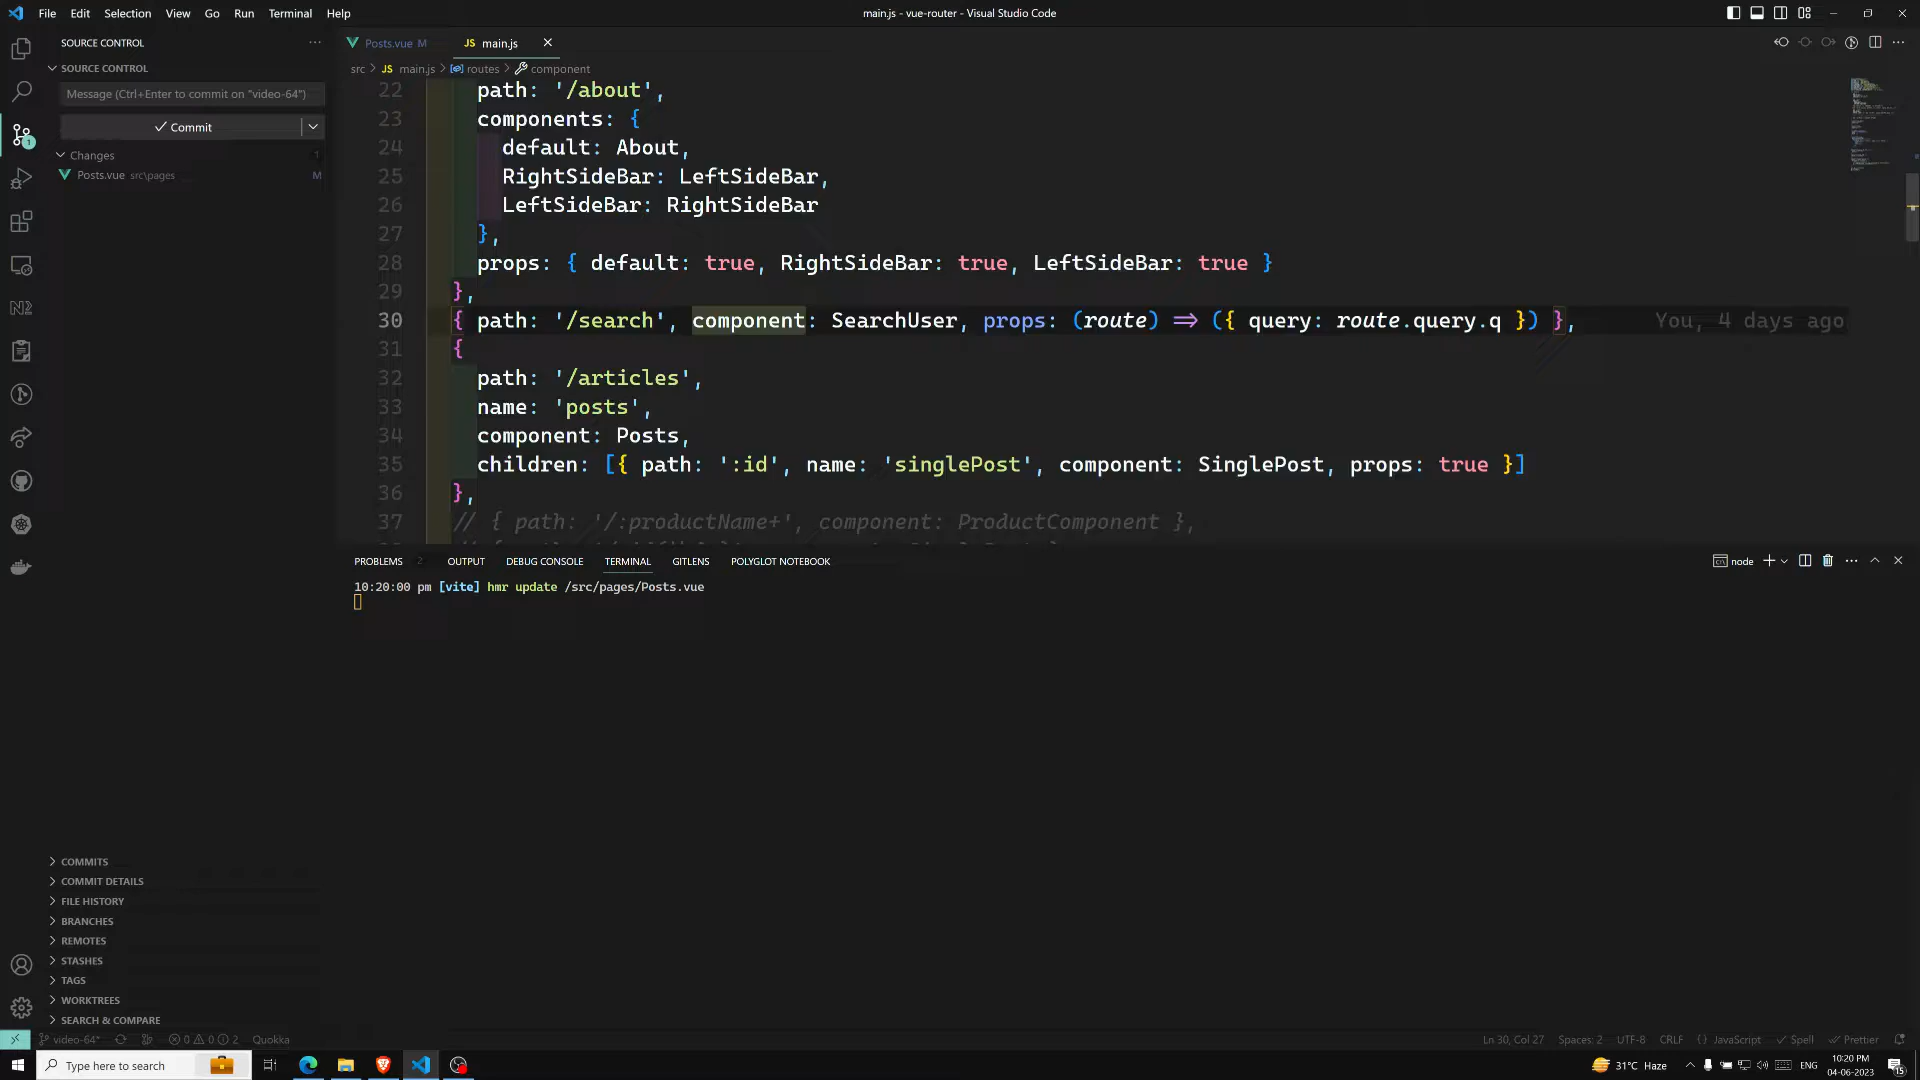 File Edit Selection View Go Run Terminal Help
main.js - vue-router - Visual Studio Code
SOURCE CONTROL
SOURCE CONTROL
Message (Ctrl+Enter to commit on "video-64")
Commit
Changes 1
Posts.vue src\pages M
COMMITS
COMMIT DETAILS
FILE HISTORY
BRANCHES
REMOTES
STASHES
TAGS
WORKTREES
SEARCH & COMPARE
Posts.vue M JS main.js
src > JS main.js > routes > component
22 path: '/about',
23 components: {
24 default: About,
25 RightSideBar: LeftSideBar,
26 LeftSideBar: RightSideBar
27 },
28 props: { default: true, RightSideBar: true, LeftSideBar: true }
29 },
30 { path: '/search', component: SearchUser, props: (route) => ({ query: route.query.q }) }, You, 4 days ago
31 {
32 path: '/articles',
33 name: 'posts',
34 component: Posts,
35 children: [{ path: ':id', name: 'singlePost', component: SinglePost, props: true }]
36 },
37 // { path: '/:productName+', component: ProductComponent },
PROBLEMS 2 OUTPUT DEBUG CONSOLE TERMINAL GITLENS POLYGLOT NOTEBOOK
node
10:20:00 pm [vite] hmr update /src/pages/Posts.vue
video-64* 0 0 2 Quokka
Ln 30, Col 27 Spaces: 2 UTF-8 CRLF {} JavaScript Spell Prettier
Type here to search
31°C Haze
ENG
10:20 PM
04-06-2023
15